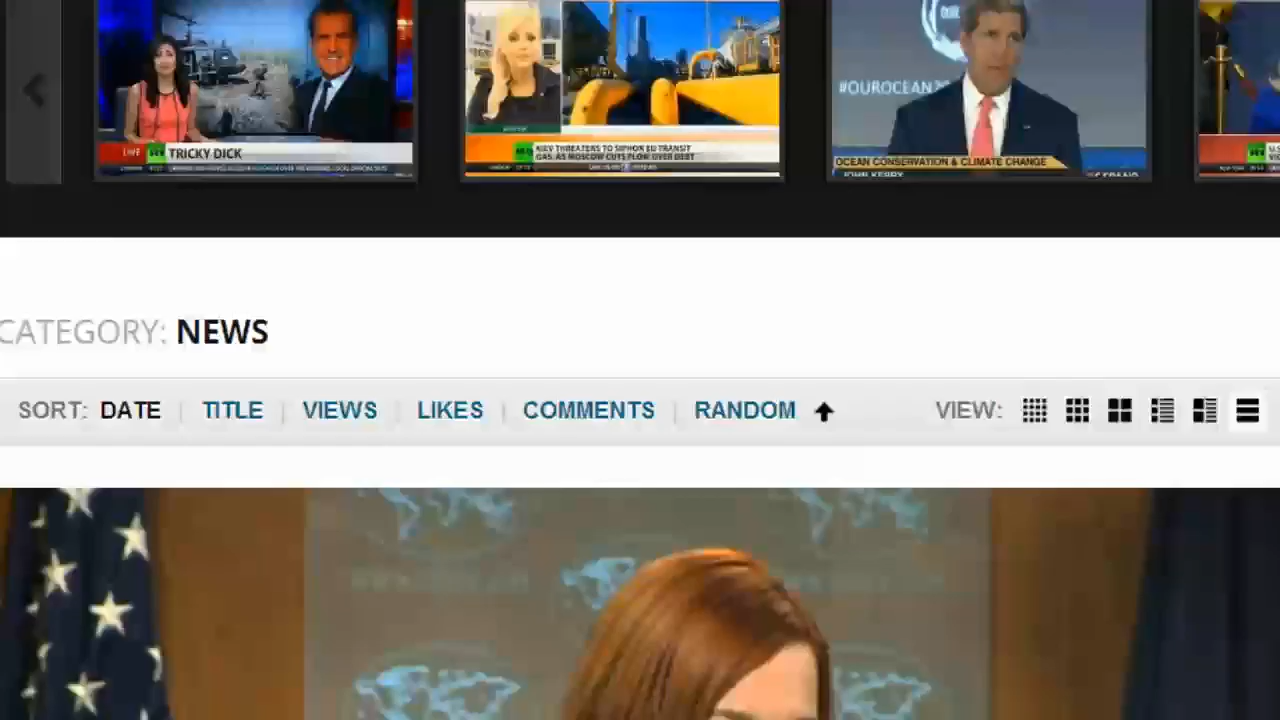 #OUROCEAN
LIVE
TRICKY DICK
KIEV THREATENS TO SIPHON EU TRANSIT
GAS, AS MOSCOW CUTS FLOW OVER DEBT
OCEAN CONSERVATION & CLIMATE CHANGE
JOHN KERRY
CATEGORY: NEWS
SORT: DATE TITLE VIEWS LIKES COMMENTS RANDOM VIEW: